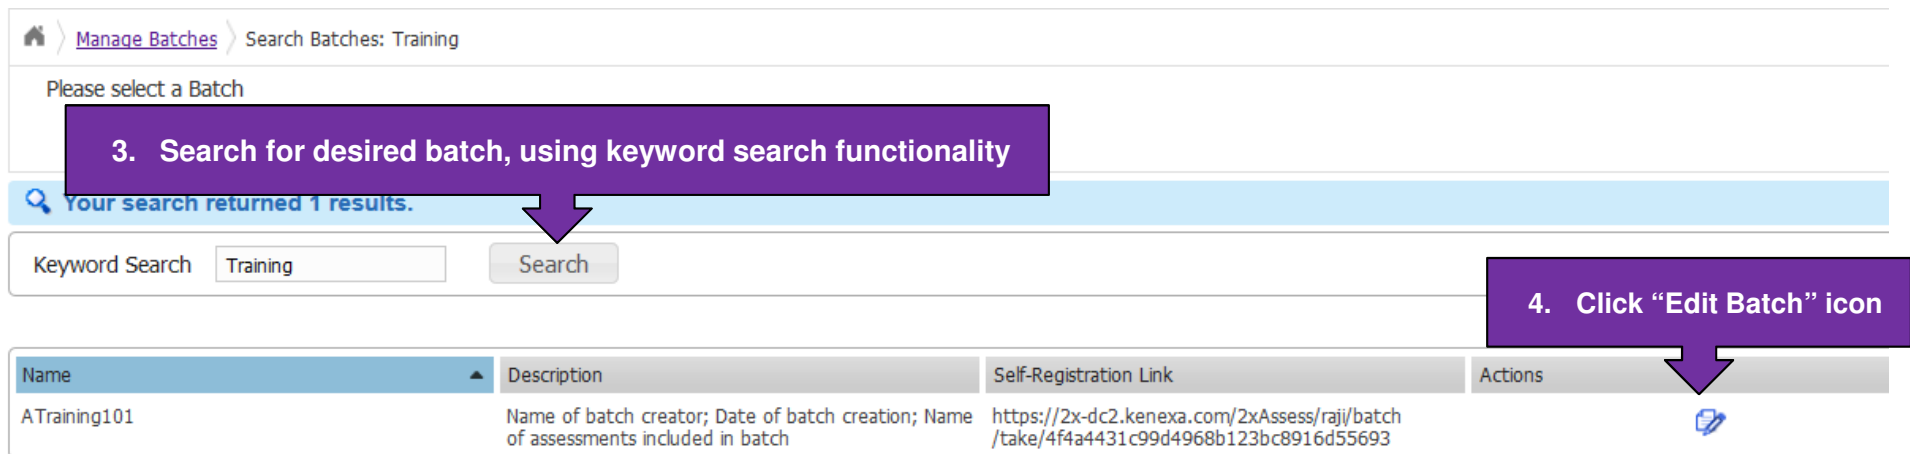 Manage Batches Search Batches: Training
Please select a Batch
3. Search for desired batch, using keyword search functionality
Your search returned 1 results.
Keyword Search Training Search
4. Click “Edit Batch” icon
Name Description Self-Registration Link Actions
ATraining101 Name of batch creator; Date of batch creation; Name https://2x-dc2.kenexa.com/2xAssess/raji/batch
of assessments included in batch /take/4f4a4431c99d4968b123bc8916d55693